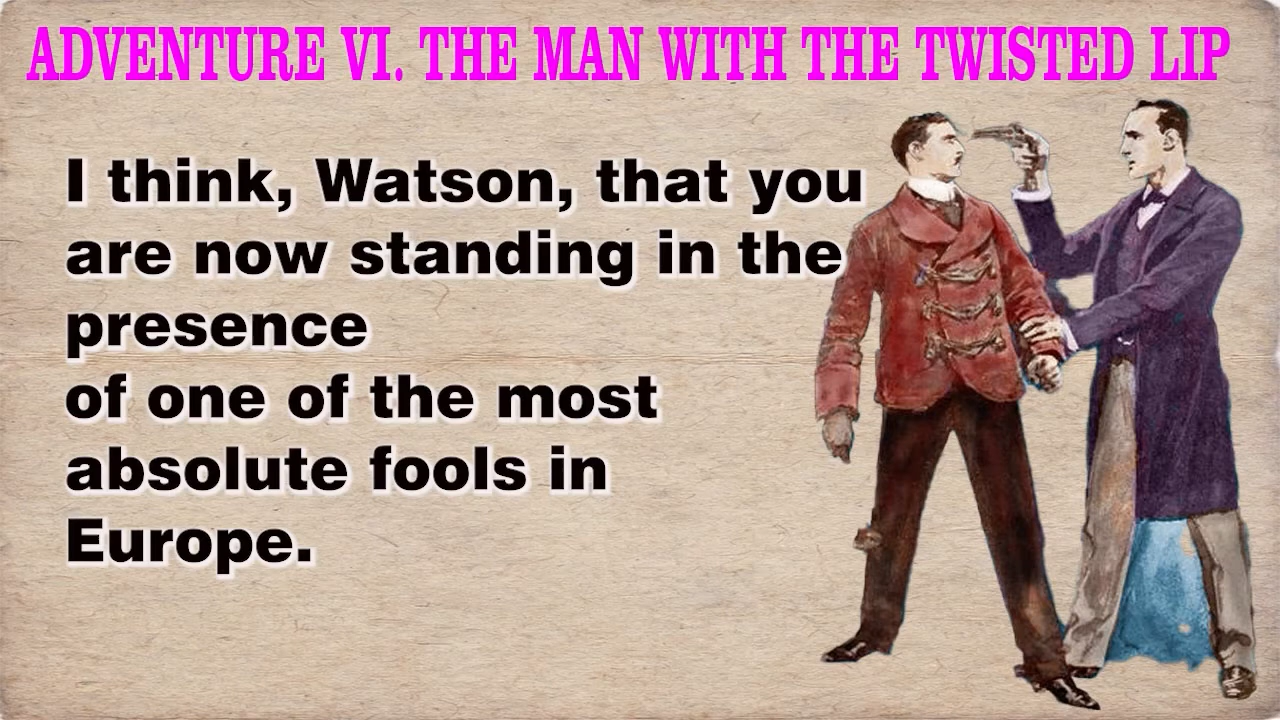 ADVENTURE VI. THE MAN WITH THE TWISTED LIP
I think, Watson, that you
are now standing in the
presence
of one of the most
absolute fools in
Europe.